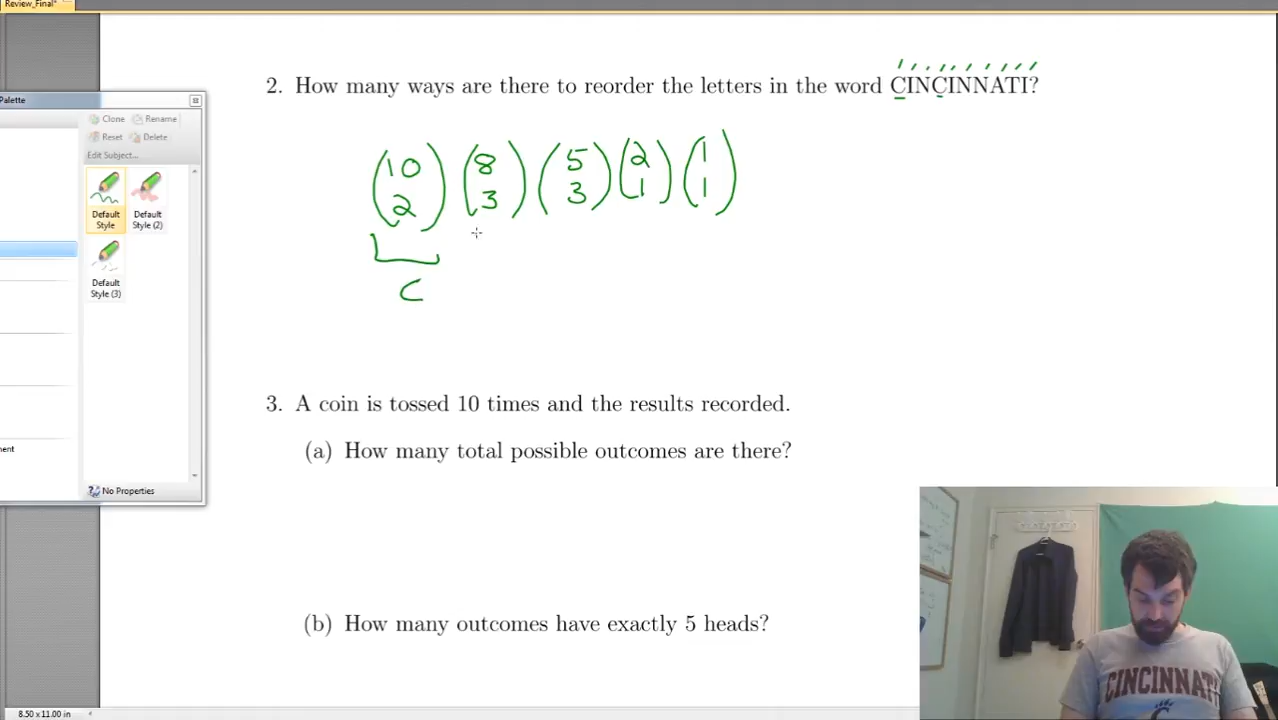 Review_Final*
2. How many ways are there to reorder the letters in the word CINCINNATI?
Palette
Clone Rename
Reset Delete
Edit Subject...
(10 2) (8 3) (5 3) (2 1) (1 1)
Default Style
Default Style (2)
C
Default Style (3)
3. A coin is tossed 10 times and the results recorded.
ment
(a) How many total possible outcomes are there?
No Properties
(b) How many outcomes have exactly 5 heads?
CINCINNATI
8.50 x 11.00 in